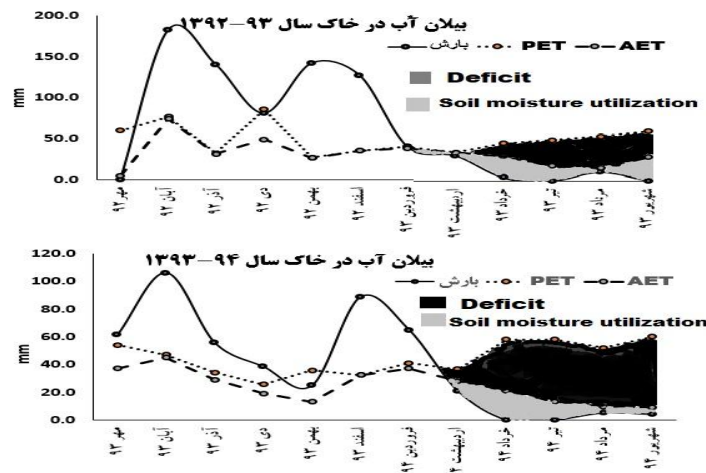 بیلان آب در خاک سال ۹۳-۱۳۹۲
200.0
150.0
100.0
50.0
0.0
mm
بارش PET AET
Deficit
Soil moisture utilization
مهر ۹۲
آبان ۹۲
آذر ۹۲
دی ۹۲
بهمن ۹۲
اسفند ۹۲
فروردین ۹۳
اردیبهشت ۹۳
خرداد ۹۳
تیر ۹۳
مرداد ۹۳
شهریور ۹۳
بیلان آب در خاک سال ۹۴-۱۳۹۳
120.0
100.0
80.0
60.0
40.0
20.0
0.0
mm
بارش PET AET
Deficit
Soil moisture utilization
مهر ۹۳
آبان ۹۳
آذر ۹۳
دی ۹۳
بهمن ۹۳
اسفند ۹۳
فروردین ۹۴
اردیبهشت ۹۴
خرداد ۹۴
تیر ۹۴
مرداد ۹۴
شهریور ۹۴